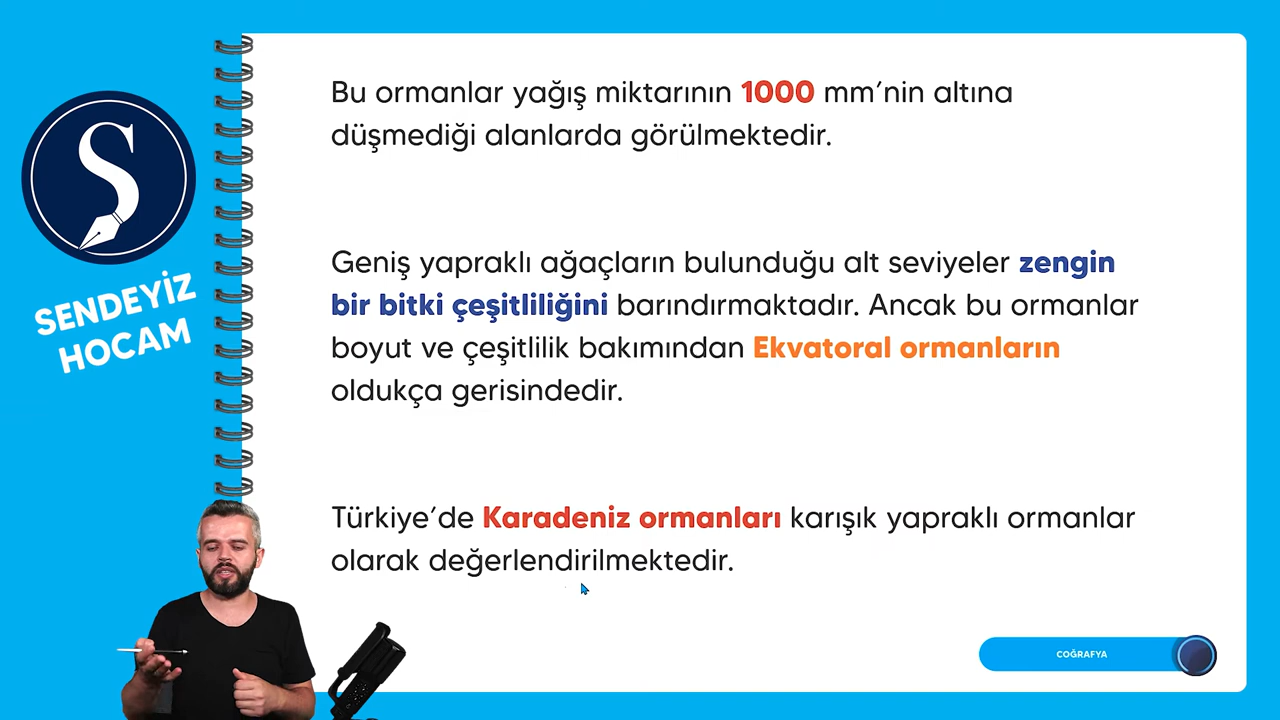 Bu ormanlar yağış miktarının 1000 mm'nin altına
düşmediği alanlarda görülmektedir.
Geniş yapraklı ağaçların bulunduğu alt seviyeler zengin
bir bitki çeşitliliğini barındırmaktadır. Ancak bu ormanlar
boyut ve çeşitlilik bakımından Ekvatoral ormanların
oldukça gerisindedir.
Türkiye'de Karadeniz ormanları karışık yapraklı ormanlar
olarak değerlendirilmektedir.
S
SENDEYİZ
HOCAM
COĞRAFYA